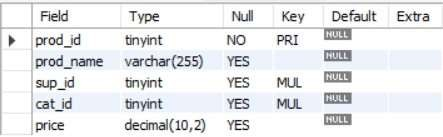 Field Type Null Key Default Extra
prod_id tinyint NO PRI NULL
prod_name varchar(255) YES NULL
sup_id tinyint YES MUL NULL
cat_id tinyint YES MUL NULL
price decimal(10,2) YES NULL